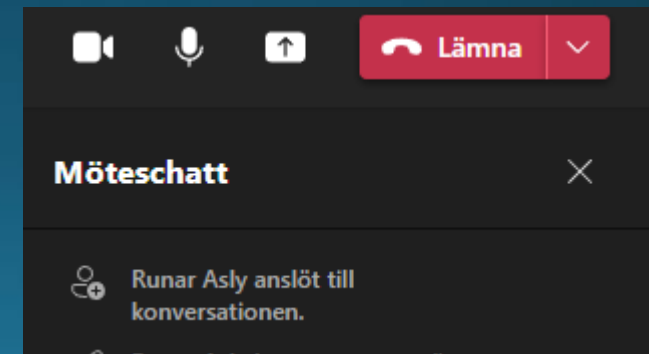 Lämna
Möteschatt
Runar Asly anslöt till
konversationen.